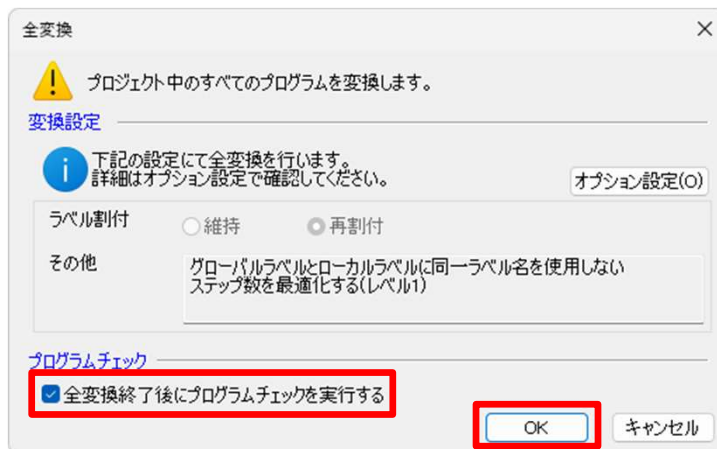 全変換
プロジェクト中のすべてのプログラムを変換します。
変換設定
下記の設定にて全変換を行います。
詳細はオプション設定で確認してください。
オプション設定(O)
ラベル割付
維持
再割付
その他
グローバルラベルとローカルラベルに同一ラベル名を使用しない
ステップ数を最適化する(レベル1)
プログラムチェック
全変換終了後にプログラムチェックを実行する
OK
キャンセル